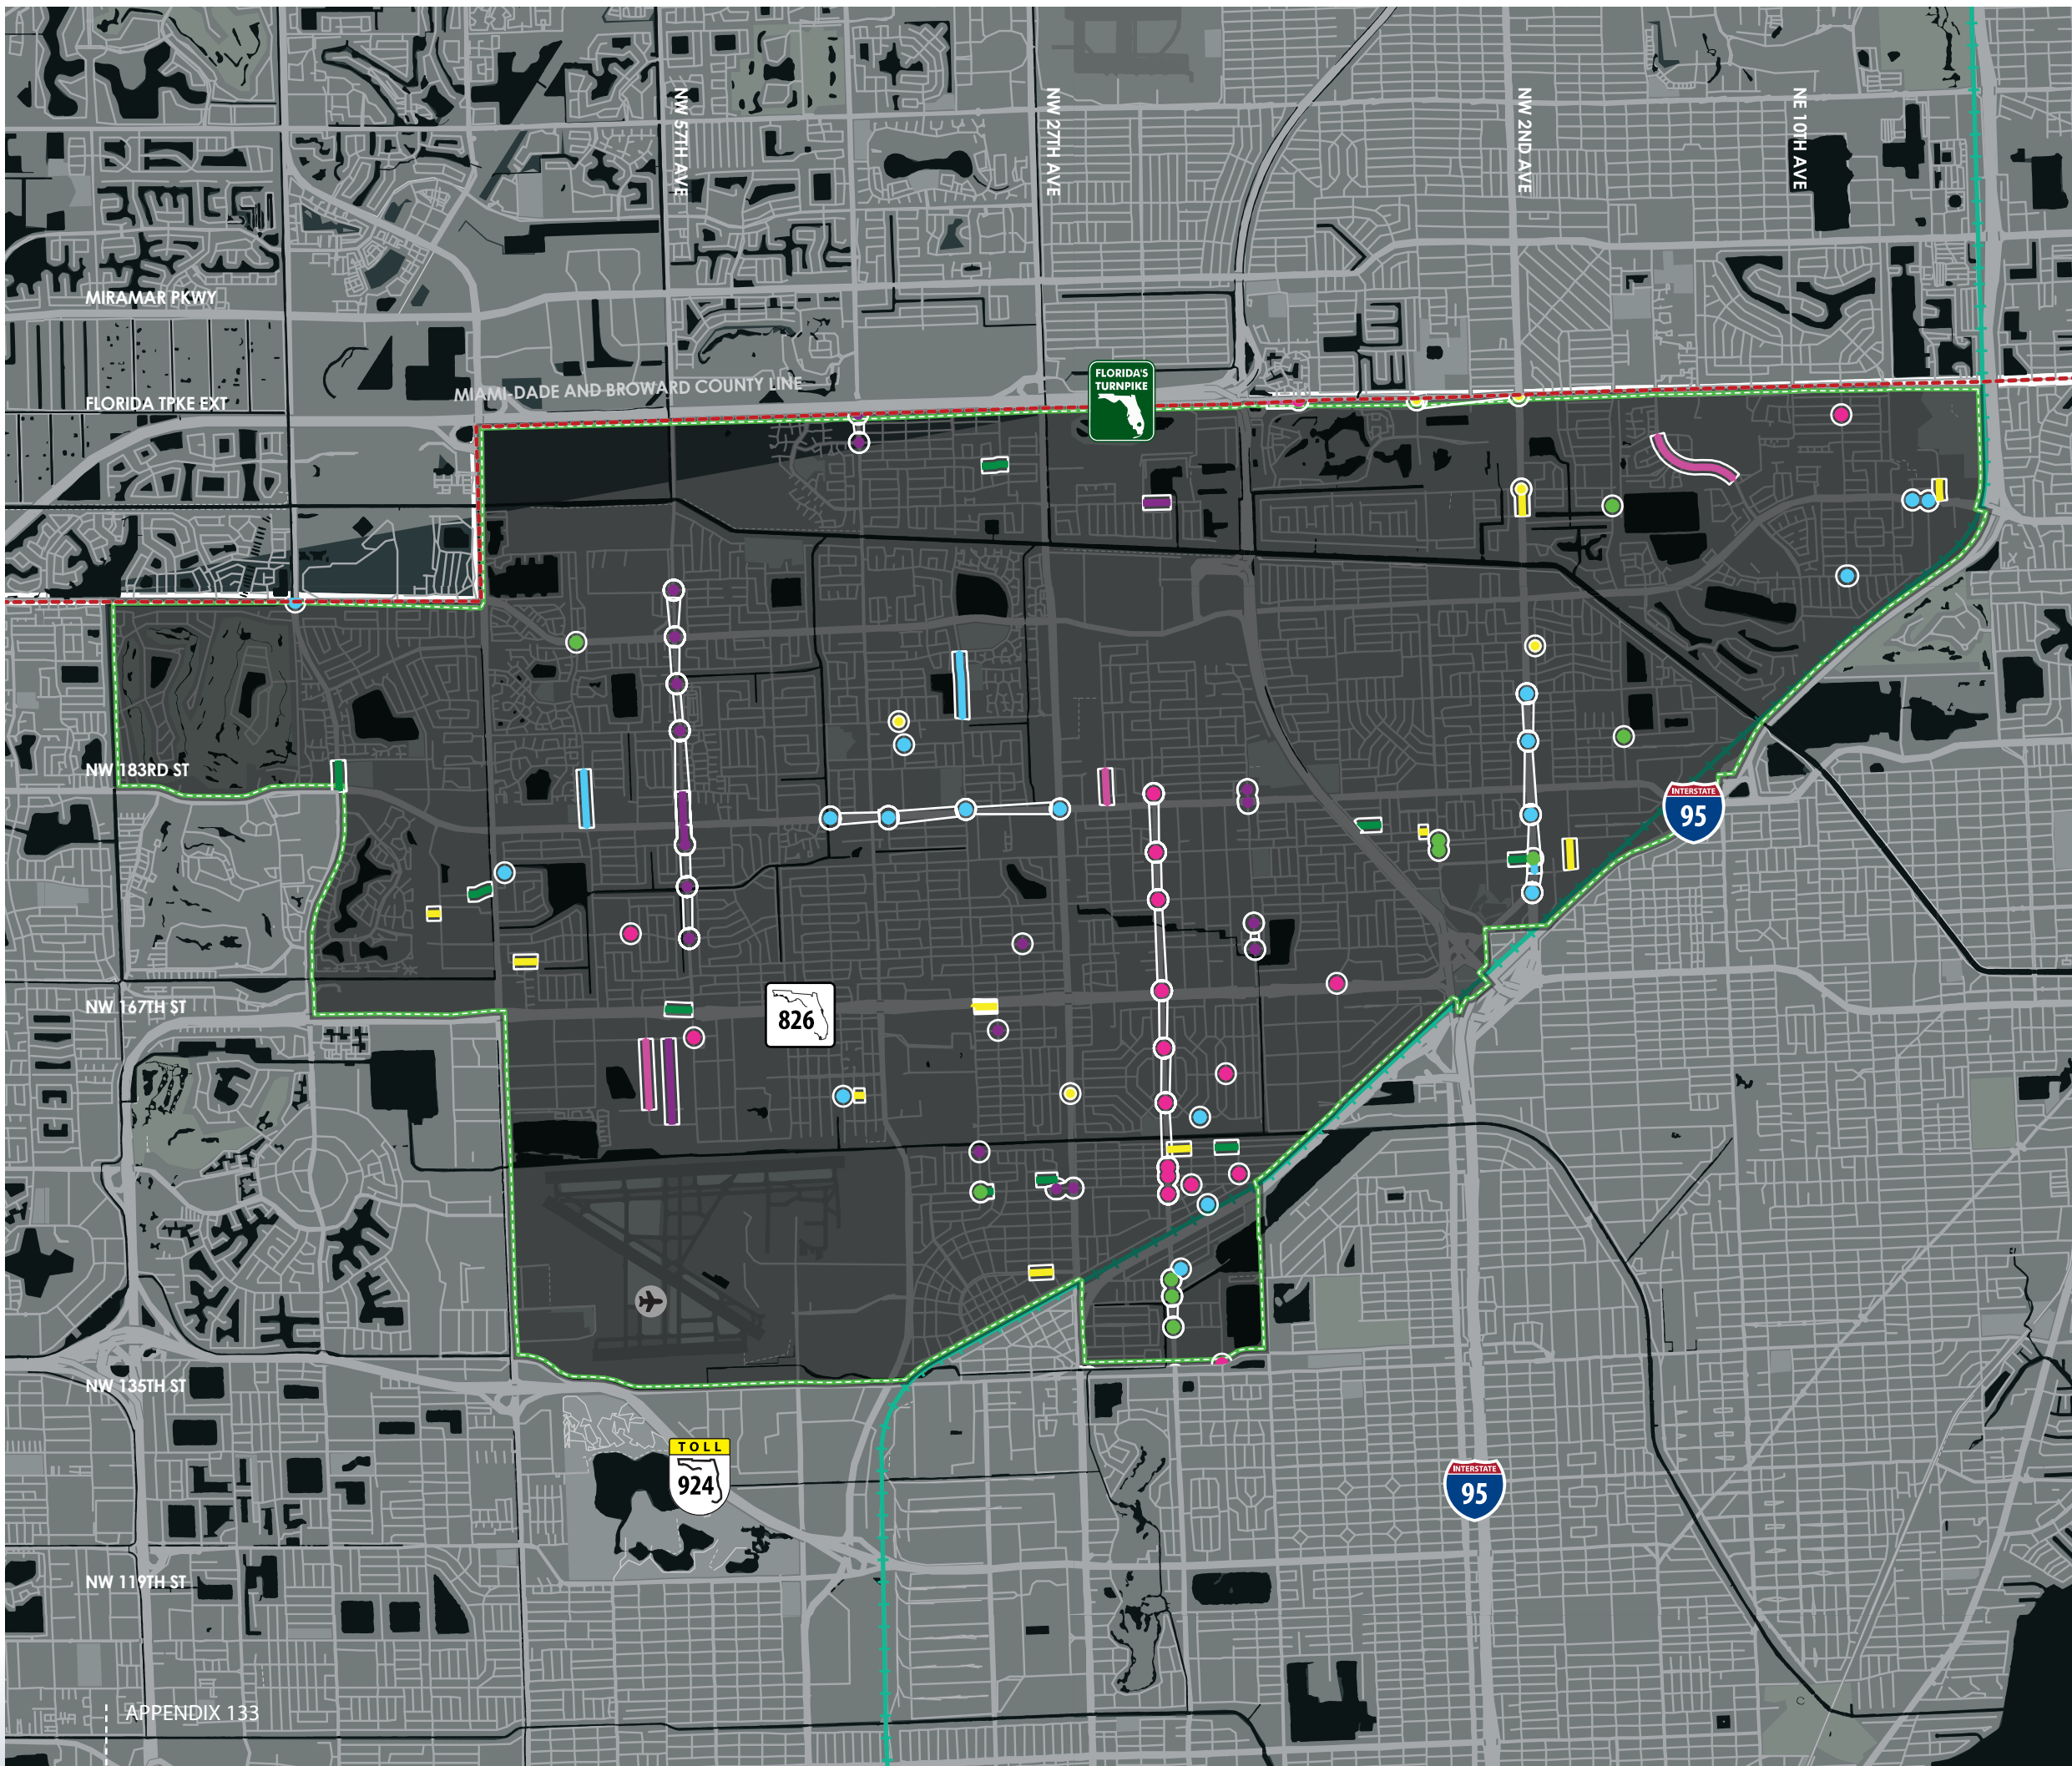 NW 57TH AVE
NW 27TH AVE
NW 2ND AVE
NE 10TH AVE
MIRAMAR PKWY
MIAMI-DADE AND BROWARD COUNTY LINE
FLORIDA TPKE EXT
FLORIDA'S
TURNPIKE
NW 183RD ST
INTERSTATE
95
NW 167TH ST
826
NW 135TH ST
TOLL
924
INTERSTATE
95
NW 119TH ST
APPENDIX 133